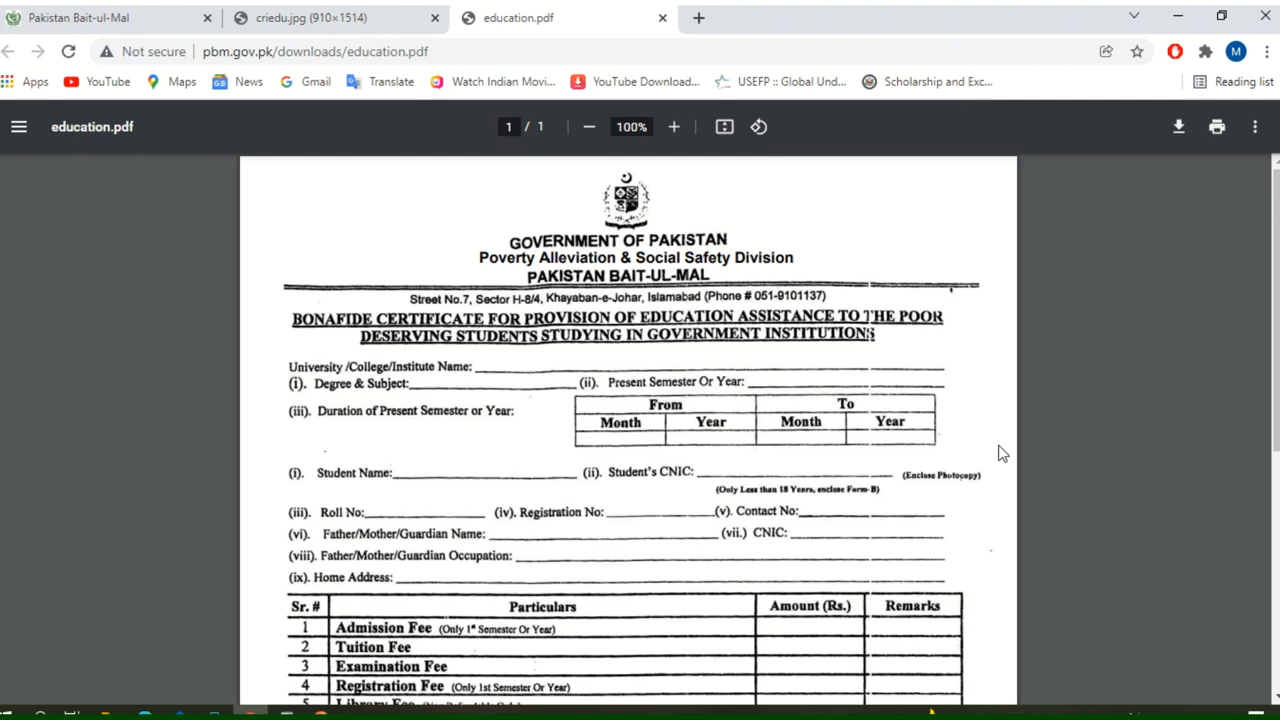 Pakistan Bait-ul-Mal
criedu.jpg (910×1514)
education.pdf
Not secure
pbm.gov.pk/downloads/education.pdf
M
Apps
YouTube
Maps
News
Gmail
Translate
Watch Indian Movi...
YouTube Download...
USEFP :: Global Und...
Scholarship and Exc...
Reading list
education.pdf
1 / 1
100%
GOVERNMENT OF PAKISTAN
Poverty Alleviation & Social Safety Division
PAKISTAN BAIT-UL-MAL
Street No.7, Sector H-8/4, Khayaban-e-Johar, Islamabad (Phone # 051-9101137)
BONAFIDE CERTIFICATE FOR PROVISION OF EDUCATION ASSISTANCE TO THE POOR
DESERVING STUDENTS STUDYING IN GOVERNMENT INSTITUTIONS
University /College/Institute Name:
(i). Degree & Subject: (ii). Present Semester Or Year:
(iii). Duration of Present Semester or Year:
From To
Month Year Month Year
(i). Student Name: (ii). Student's CNIC: (Enclose Photocopy)
(Only Less than 18 Years, enclose Form-B)
(iii). Roll No: (iv). Registration No: (v). Contact No:
(vi). Father/Mother/Guardian Name: (vii.) CNIC:
(viii). Father/Mother/Guardian Occupation:
(ix). Home Address:
Sr. # Particulars Amount (Rs.) Remarks
1 Admission Fee (Only 1st Semester Or Year)
2 Tuition Fee
3 Examination Fee
4 Registration Fee (Only 1st Semester Or Year)
5 Library Fee